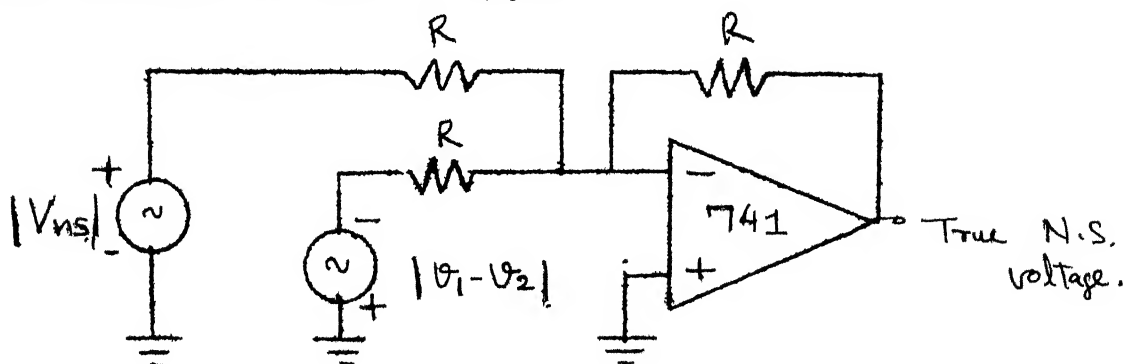 R
R
R
+
-
|Vns|
-
+
|v₁-v₂|
-
741
+
True N.S.
voltage.